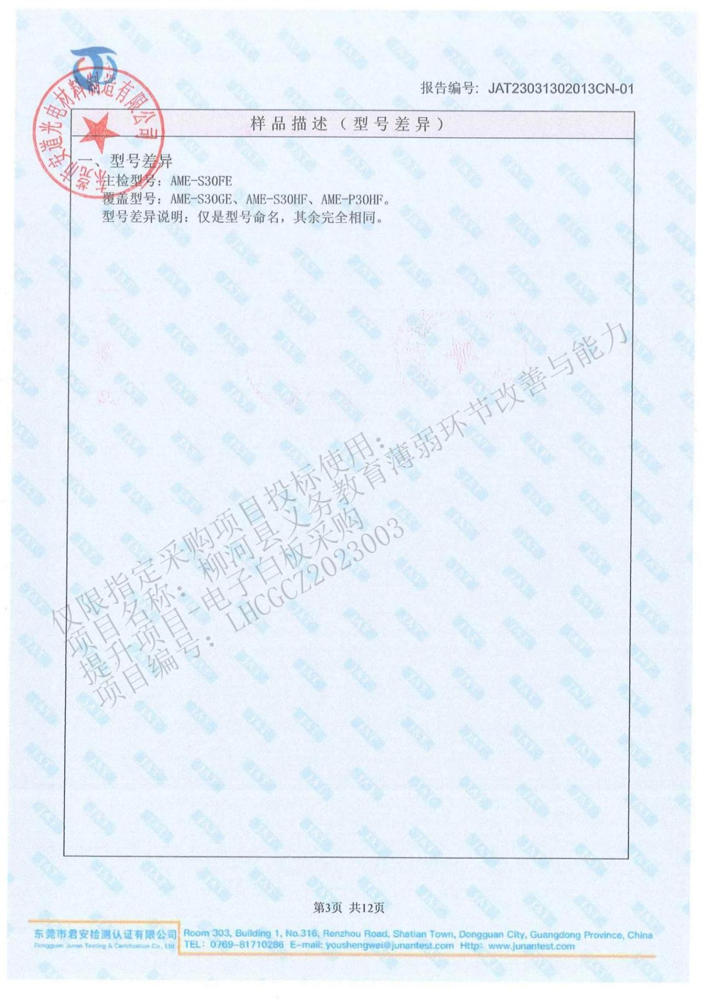 报告编号：JAT23031302013CN-01
样品描述（型号差异）
一、型号差异
主检型号：AME-S30FE
覆盖型号：AME-S30GE、AME-S30HF、AME-P30HF。
型号差异说明：仅是型号命名，其余完全相同。
东莞市安道光电材料制造有限公司
仅限指定采购项目投标使用：
项目名称：柳河县义务教育薄弱环节改善与能力
提升项目-电子白板采购
项目编号：LHCGCZ2023003
第3页 共12页
东莞市君安检测认证有限公司
Dongguan Junan Testing & Certification Co., Ltd.
Room 303, Building 1, No.316, Renzhou Road, Shatian Town, Dongguan City, Guangdong Province, China
TEL：0769-81710286 E-mail: youshengwei@junantest.com Http：www.junantest.com